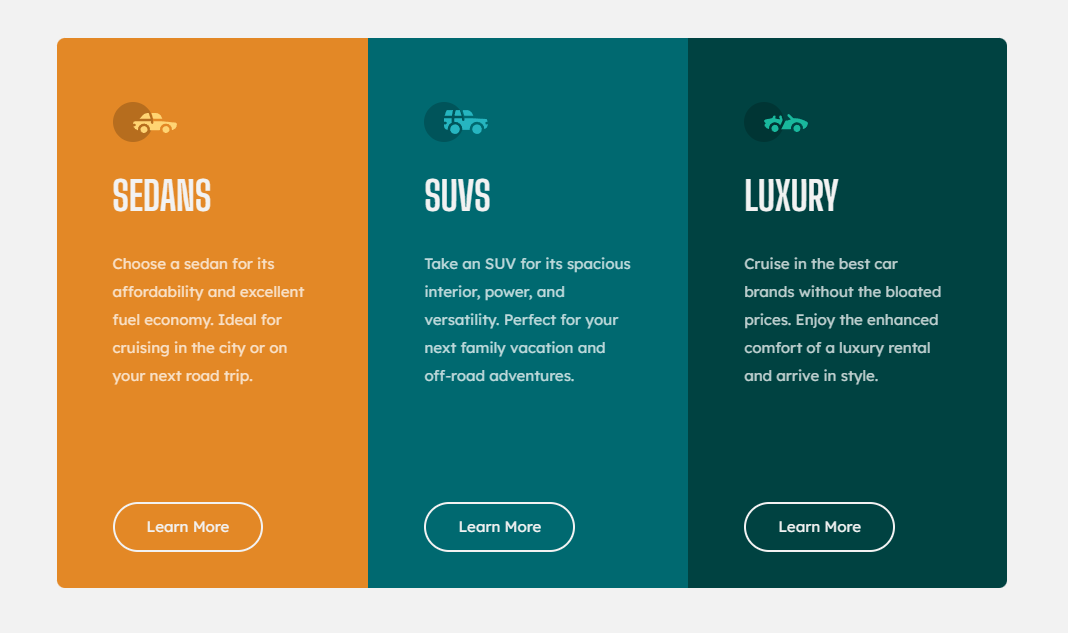 SEDANS
Choose a sedan for its
affordability and excellent
fuel economy. Ideal for
cruising in the city or on
your next road trip.
Learn More
SUVS
Take an SUV for its spacious
interior, power, and
versatility. Perfect for your
next family vacation and
off-road adventures.
Learn More
LUXURY
Cruise in the best car
brands without the bloated
prices. Enjoy the enhanced
comfort of a luxury rental
and arrive in style.
Learn More